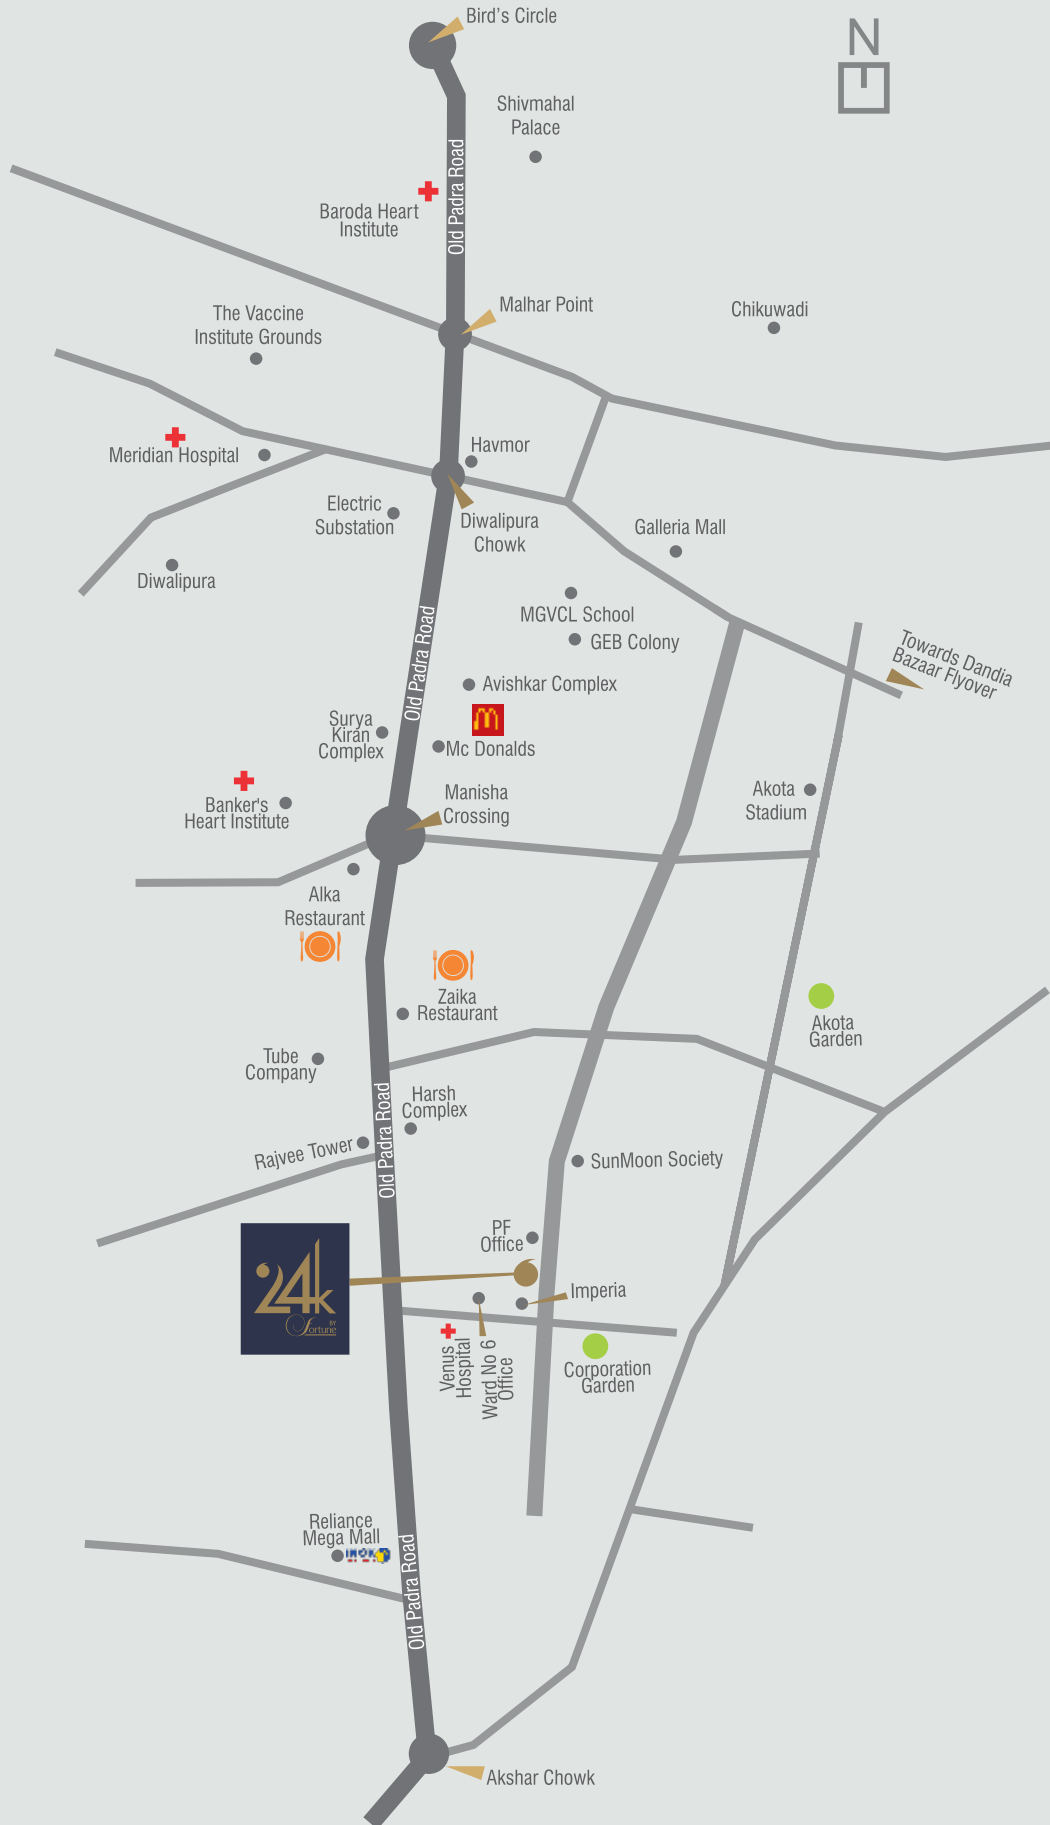 Bird's Circle
N
Shivmahal
Palace
Old Padra Road
Baroda Heart
Institute
Malhar Point
Chikuwadi
The Vaccine
Institute Grounds
Havmor
Meridian Hospital
Electric
Substation
Diwalipura
Chowk
Galleria Mall
Diwalipura
MGVCL School
GEB Colony
Towards Dandia
Bazaar Flyover
Old Padra Road
Avishkar Complex
Surya
Kiran
Complex
Mc Donalds
Banker's
Heart Institute
Manisha
Crossing
Akota
Stadium
Alka
Restaurant
Zaika
Restaurant
Akota
Garden
Tube
Company
Harsh
Complex
Old Padra Road
Rajvee Tower
SunMoon Society
PF
Office
24k
BY
Fortune
Imperia
Venus
Hospital
Ward No 6
Office
Corporation
Garden
Reliance
Mega Mall
Old Padra Road
Akshar Chowk